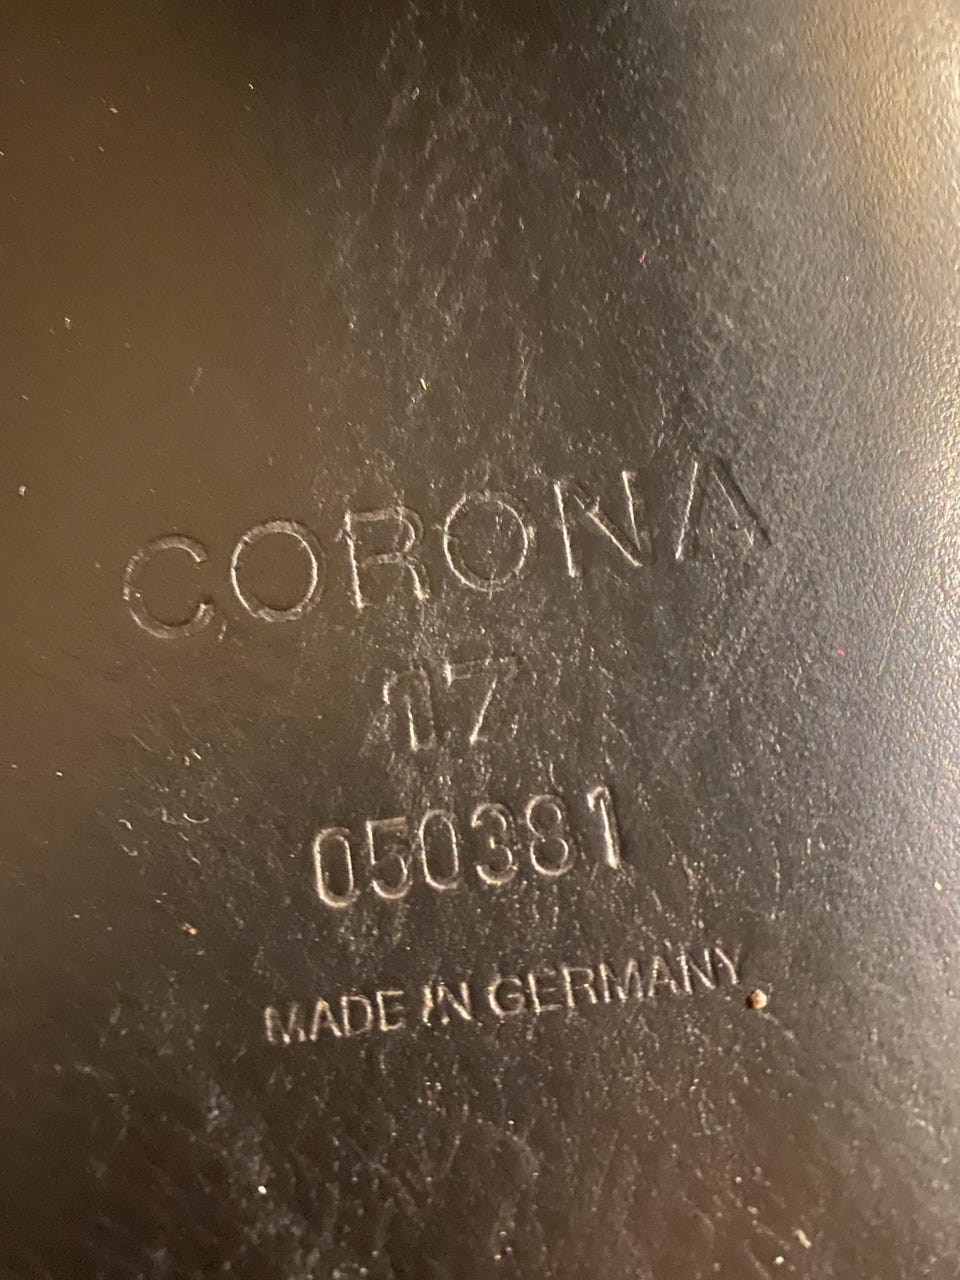 CORONA
17
050381
MADE IN GERMANY